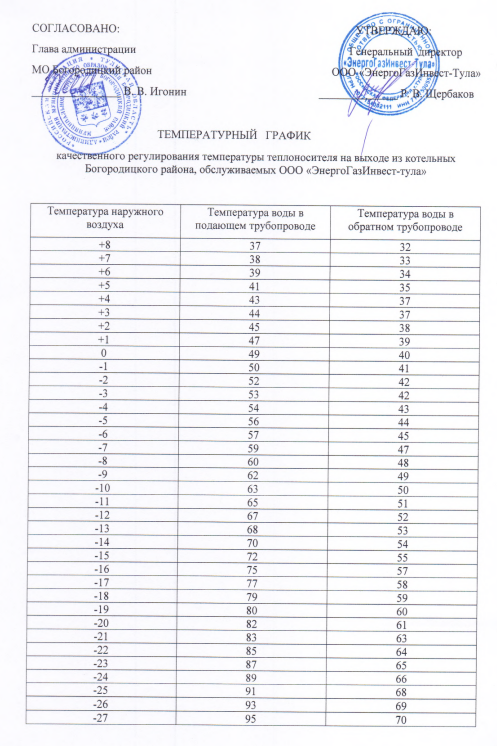 СОГЛАСОВАНО: УТВЕРЖДАЮ:
Глава администрации Генеральный директор
МО Богородицкий район ООО «ЭнергоГазИнвест-Тула»
В. В. Игонин Р. В. Щербаков
«ЭнергоГазИнвест-Тула»
ТЕМПЕРАТУРНЫЙ ГРАФИК
качественного регулирования температуры теплоносителя на выходе из котельных
Богородицкого района, обслуживаемых ООО «ЭнергоГазИнвест-тула»
Температура наружного воздуха Температура воды в подающем трубопроводе Температура воды в обратном трубопроводе
+8 37 32
+7 38 33
+6 39 34
+5 41 35
+4 43 37
+3 44 37
+2 45 38
+1 47 39
0 49 40
-1 50 41
-2 52 42
-3 53 42
-4 54 43
-5 56 44
-6 57 45
-7 59 47
-8 60 48
-9 62 49
-10 63 50
-11 65 51
-12 67 52
-13 68 53
-14 70 54
-15 72 55
-16 75 57
-17 77 58
-18 79 59
-19 80 60
-20 82 61
-21 83 63
-22 85 64
-23 87 65
-24 89 66
-25 91 68
-26 93 69
-27 95 70